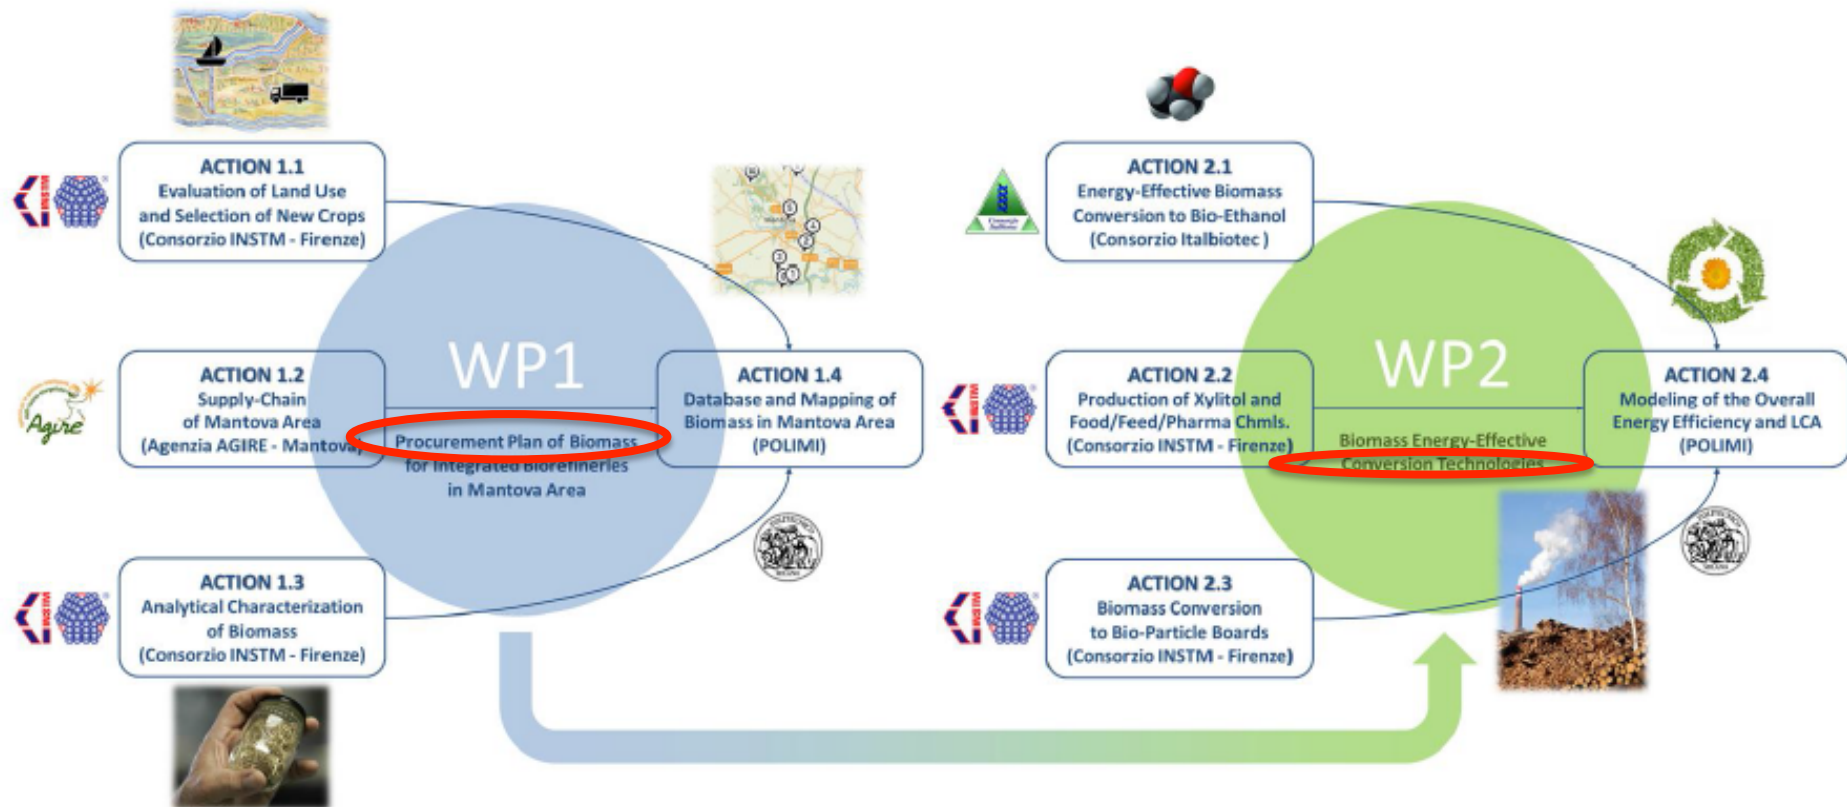 ACTION 1.1
Evaluation of Land Use
and Selection of New Crops
(Consorzio INSTM - Firenze)
WP1
ACTION 1.2
Supply-Chain
of Mantova Area
(Agenzia AGIRE - Mantova)
Agire
Procurement Plan of Biomass
for Integrated Biorefineries
in Mantova Area
ACTION 1.4
Database and Mapping of
Biomass in Mantova Area
(POLIMI)
ACTION 1.3
Analytical Characterization
of Biomass
(Consorzio INSTM - Firenze)
ACTION 2.1
Energy-Effective Biomass
Conversion to Bio-Ethanol
(Consorzio Italbiotec )
WP2
ACTION 2.2
Production of Xylitol and
Food/Feed/Pharma Chmls.
(Consorzio INSTM - Firenze)
Biomass Energy-Effective
Conversion Technologies
ACTION 2.4
Modeling of the Overall
Energy Efficiency and LCA
(POLIMI)
ACTION 2.3
Biomass Conversion
to Bio-Particle Boards
(Consorzio INSTM - Firenze)